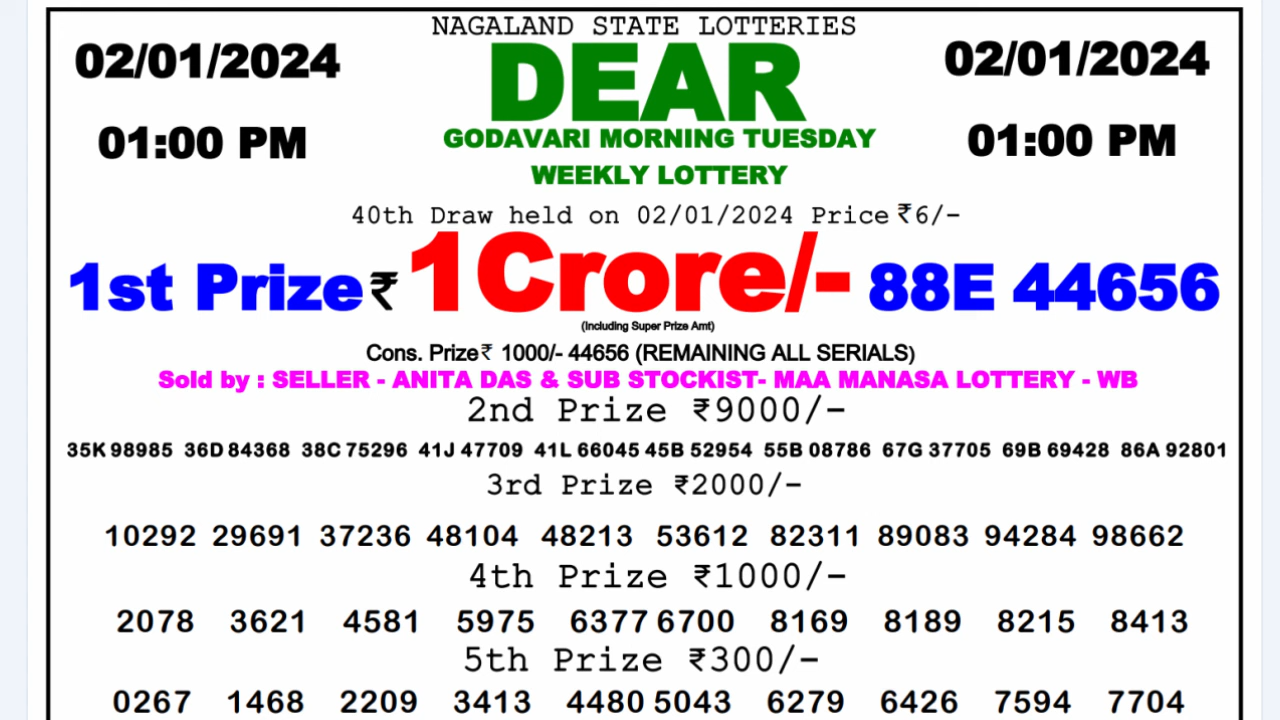 NAGALAND STATE LOTTERIES
02/01/2024 DEAR 02/01/2024
01:00 PM GODAVARI MORNING TUESDAY 01:00 PM
WEEKLY LOTTERY
40th Draw held on 02/01/2024 Price ₹6/-
1st Prize ₹ 1Crore/- 88E 44656
(Including Super Prize Amt)
Cons. Prize ₹ 1000/- 44656 (REMAINING ALL SERIALS)
Sold by : SELLER - ANITA DAS & SUB STOCKIST- MAA MANASA LOTTERY - WB
2nd Prize ₹9000/-
35K 98985 36D 84368 38C 75296 41J 47709 41L 66045 45B 52954 55B 08786 67G 37705 69B 69428 86A 92801
3rd Prize ₹2000/-
10292 29691 37236 48104 48213 53612 82311 89083 94284 98662
4th Prize ₹1000/-
2078 3621 4581 5975 6377 6700 8169 8189 8215 8413
5th Prize ₹300/-
0267 1468 2209 3413 4480 5043 6279 6426 7594 7704